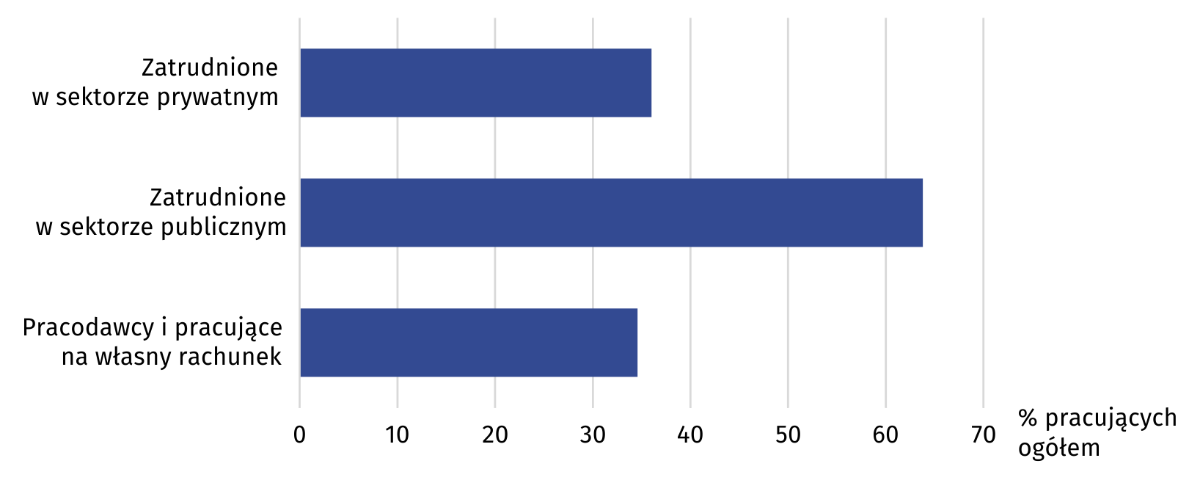 Zatrudnione
w sektorze prywatnym
Zatrudnione
w sektorze publicznym
Pracodawcy i pracujące
na własny rachunek
0 10 20 30 40 50 60 70
% pracujących
ogółem